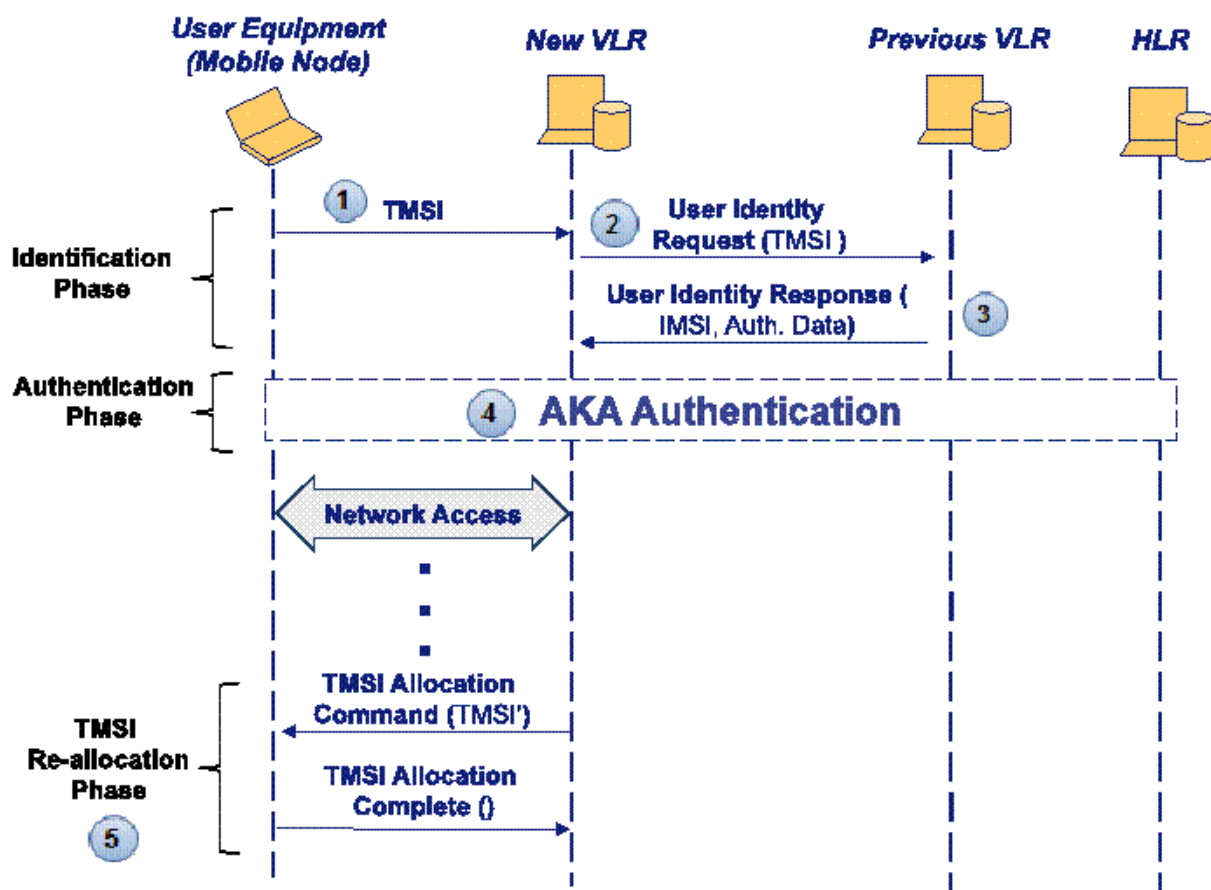 User Equipment
(Mobile Node)
New VLR
Previous VLR
HLR
1
TMSI
2
User Identity
Request (TMSI )
Identification
Phase
User Identity Response (
IMSI, Auth. Data)
3
Authentication
Phase
4
AKA Authentication
Network Access
TMSI Allocation
Command (TMSI')
TMSI
Re-allocation
Phase
TMSI Allocation
Complete ()
5